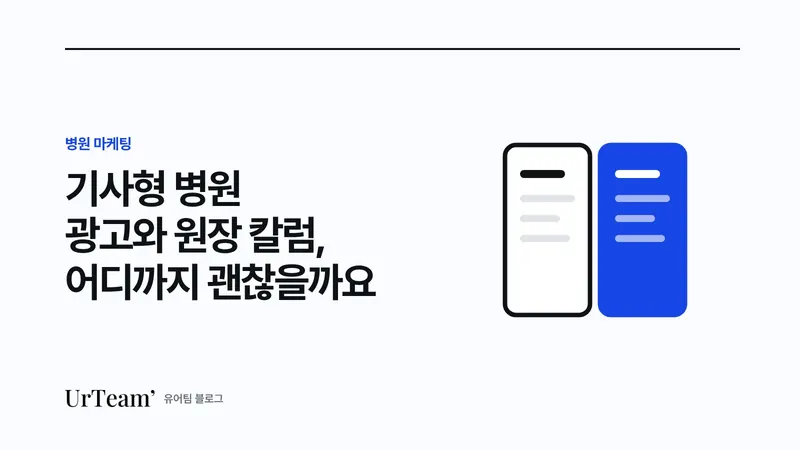 병원 마케팅
기사형 병원
광고와 원장 칼럼,
어디까지 괜찮을까요
UrTeam’ 유어팀 블로그